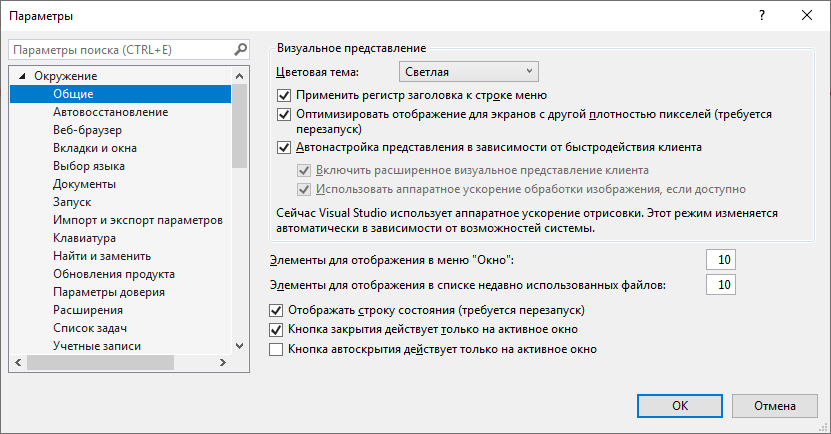 Параметры
?
Параметры поиска (CTRL+E)
Окружение
Общие
Автовосстановление
Веб-браузер
Вкладки и окна
Выбор языка
Документы
Запуск
Импорт и экспорт параметров
Клавиатура
Найти и заменить
Обновления продукта
Параметры доверия
Расширения
Список задач
Учетные записи
Визуальное представление
Цветовая тема:
Светлая
Применить регистр заголовка к строке меню
Оптимизировать отображение для экранов с другой плотностью пикселей (требуется
перезапуск)
Автонастройка представления в зависимости от быстродействия клиента
Включить расширенное визуальное представление клиента
Использовать аппаратное ускорение обработки изображения, если доступно
Сейчас Visual Studio использует аппаратное ускорение отрисовки. Этот режим изменяется
автоматически в зависимости от возможностей системы.
Элементы для отображения в меню "Окно": 10
Элементы для отображения в списке недавно использованных файлов: 10
Отображать строку состояния (требуется перезапуск)
Кнопка закрытия действует только на активное окно
Кнопка автоскрытия действует только на активное окно
ОК
Отмена